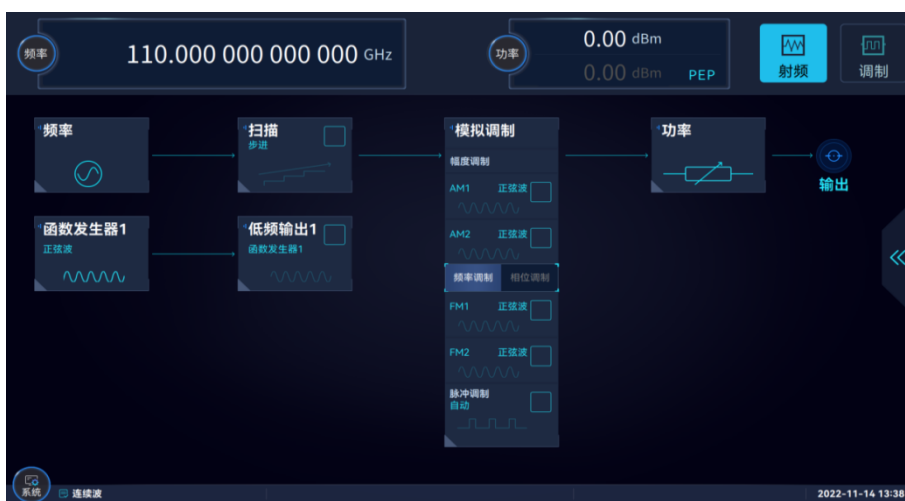 频率
110.000 000 000 000 GHz
功率
0.00 dBm
0.00 dBm PEP
射频
调制
频率
扫描
步进
模拟调制
幅度调制
AM1 正弦波
AM2 正弦波
频率调制 相位调制
FM1 正弦波
FM2 正弦波
脉冲调制
自动
功率
输出
函数发生器1
正弦波
低频输出1
函数发生器1
系统
连续波
2022-11-14 13:38